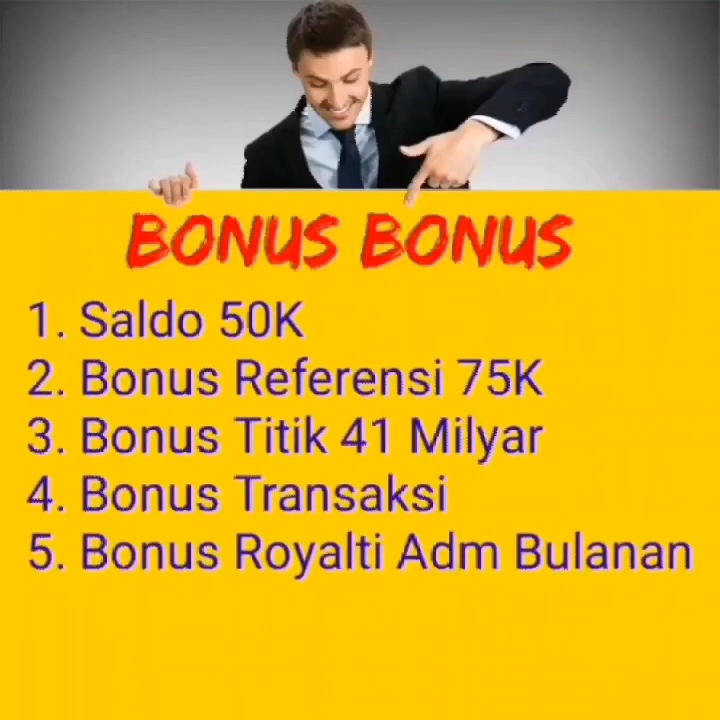 BONUS BONUS
1. Saldo 50K
2. Bonus Referensi 75K
3. Bonus Titik 41 Milyar
4. Bonus Transaksi
5. Bonus Royalti Adm Bulanan